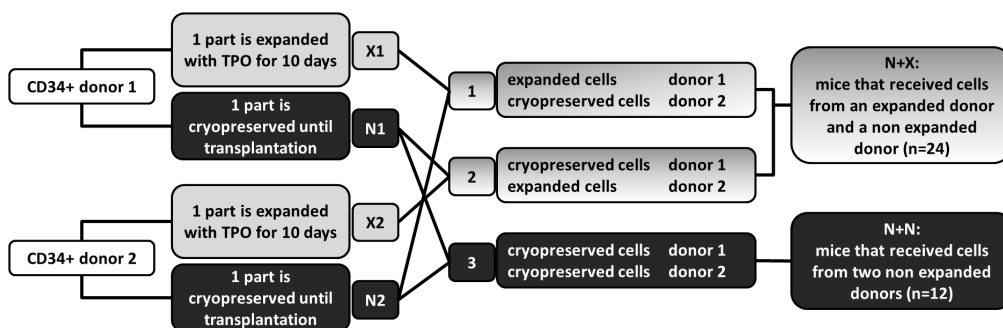 CD34+ donor 1
1 part is expanded
with TPO for 10 days
X1
1 part is
cryopreserved until
transplantation
N1
CD34+ donor 2
1 part is expanded
with TPO for 10 days
X2
1 part is
cryopreserved until
transplantation
N2
1
expanded cells donor 1
cryopreserved cells donor 2
2
cryopreserved cells donor 1
expanded cells donor 2
3
cryopreserved cells donor 1
cryopreserved cells donor 2
N+X:
mice that received cells
from an expanded donor
and a non expanded
donor (n=24)
N+N:
mice that received cells
from two non expanded
donors (n=12)